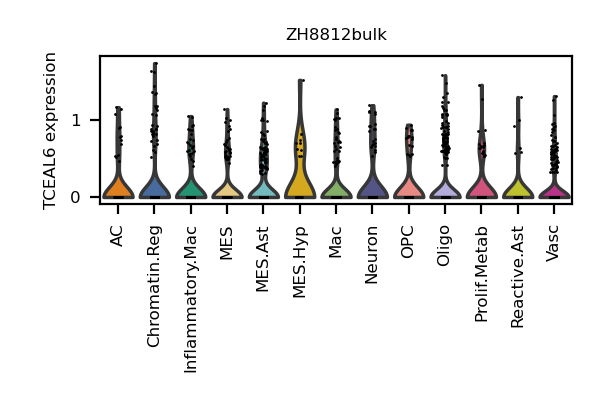 ZH8812bulk
TCEAL6 expression
1
0
AC
Chromatin.Reg
Inflammatory.Mac
MES
MES.Ast
MES.Hyp
Mac
Neuron
OPC
Oligo
Prolif.Metab
Reactive.Ast
Vasc